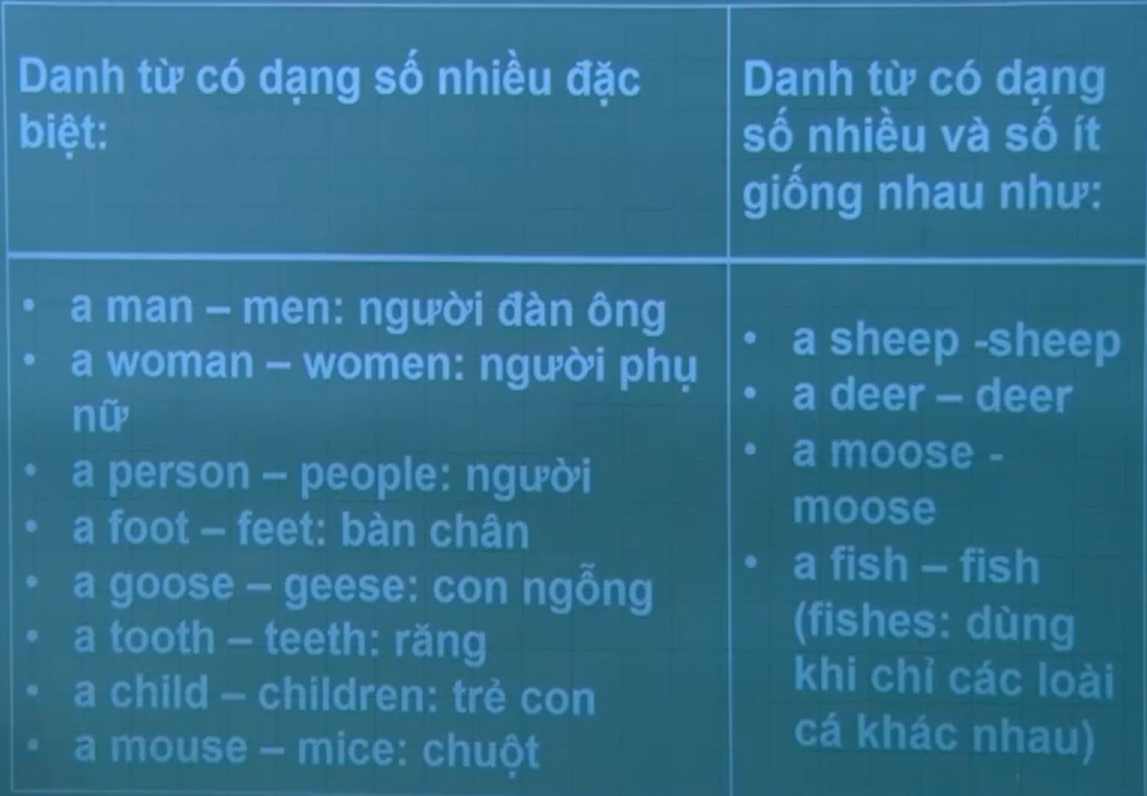 Danh từ có dạng số nhiều đặc
biệt:
Danh từ có dạng
số nhiều và số ít
giống nhau như:
• a man – men: người đàn ông
• a woman – women: người phụ
nữ
• a person – people: người
• a foot – feet: bàn chân
• a goose – geese: con ngỗng
• a tooth – teeth: răng
• a child – children: trẻ con
• a mouse – mice: chuột
• a sheep -sheep
• a deer – deer
• a moose -
moose
• a fish – fish
(fishes: dùng
khi chỉ các loài
cá khác nhau)